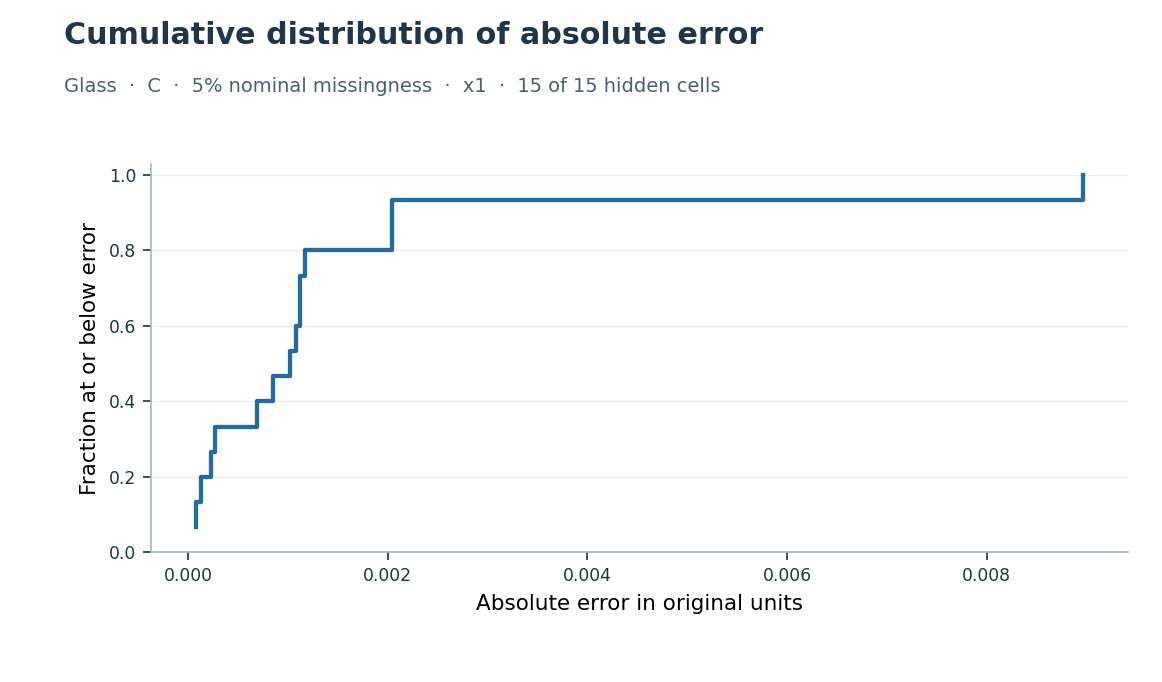 Cumulative distribution of absolute error
Glass · C · 5% nominal missingness · x1 · 15 of 15 hidden cells
Fraction at or below error
1.0
0.8
0.6
0.4
0.2
0.0
0.000 0.002 0.004 0.006 0.008
Absolute error in original units